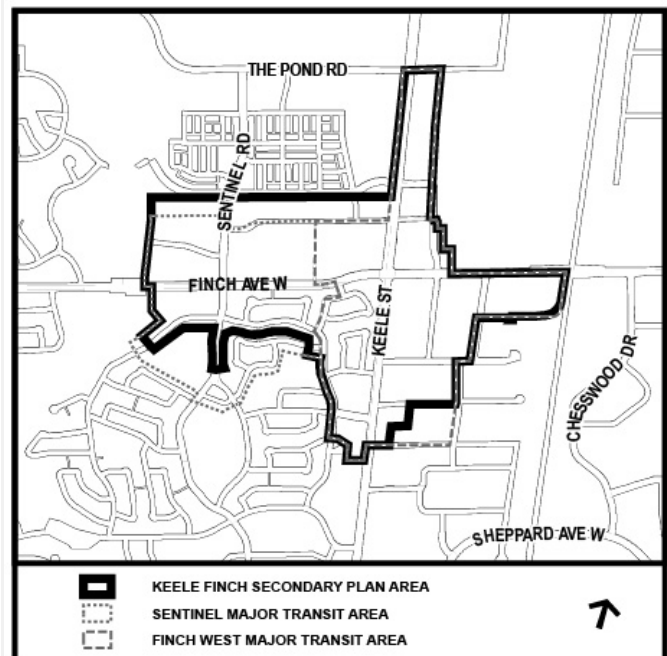 THE POND RD
SENTINEL RD
FINCH AVE W
KEELE ST
CHESSWOOD DR
SHEPPARD AVE W
KEELE FINCH SECONDARY PLAN AREA
SENTINEL MAJOR TRANSIT AREA
FINCH WEST MAJOR TRANSIT AREA